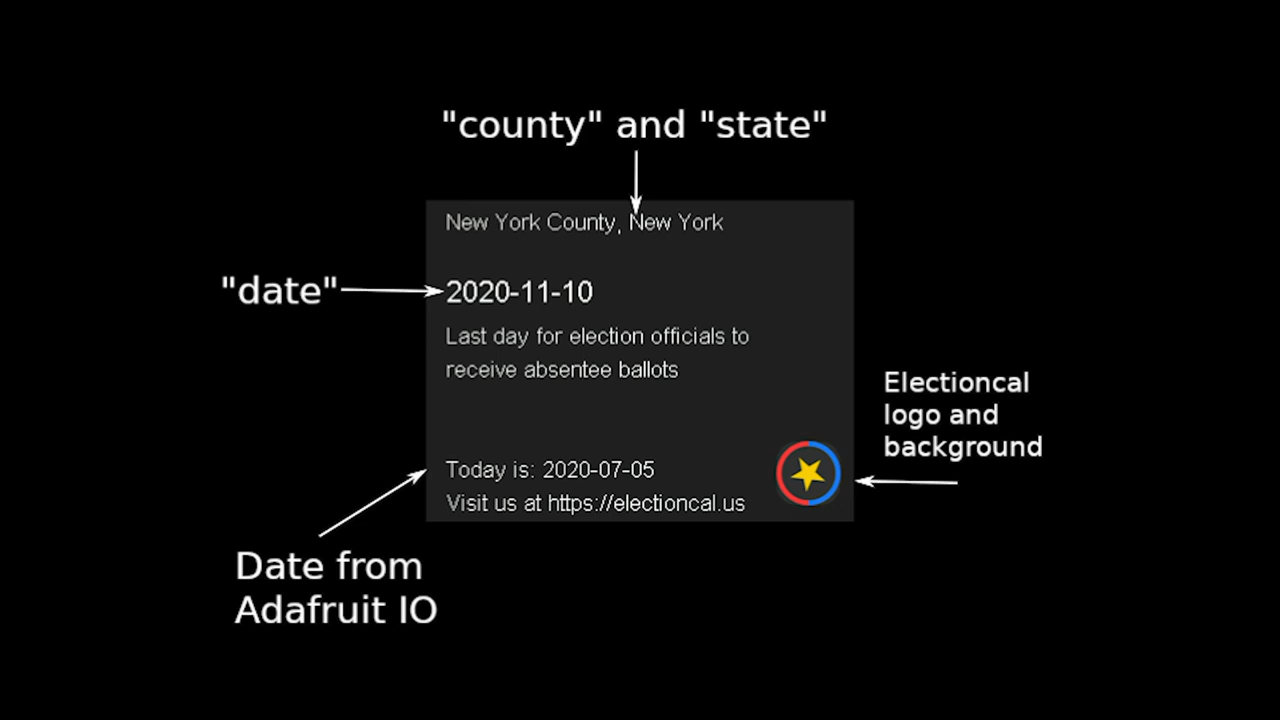 "county" and "state"
New York County, New York
"date"
2020-11-10
Last day for election officials to
receive absentee ballots
Electioncal
logo and
background
Today is: 2020-07-05
Visit us at https://electioncal.us
Date from
Adafruit IO